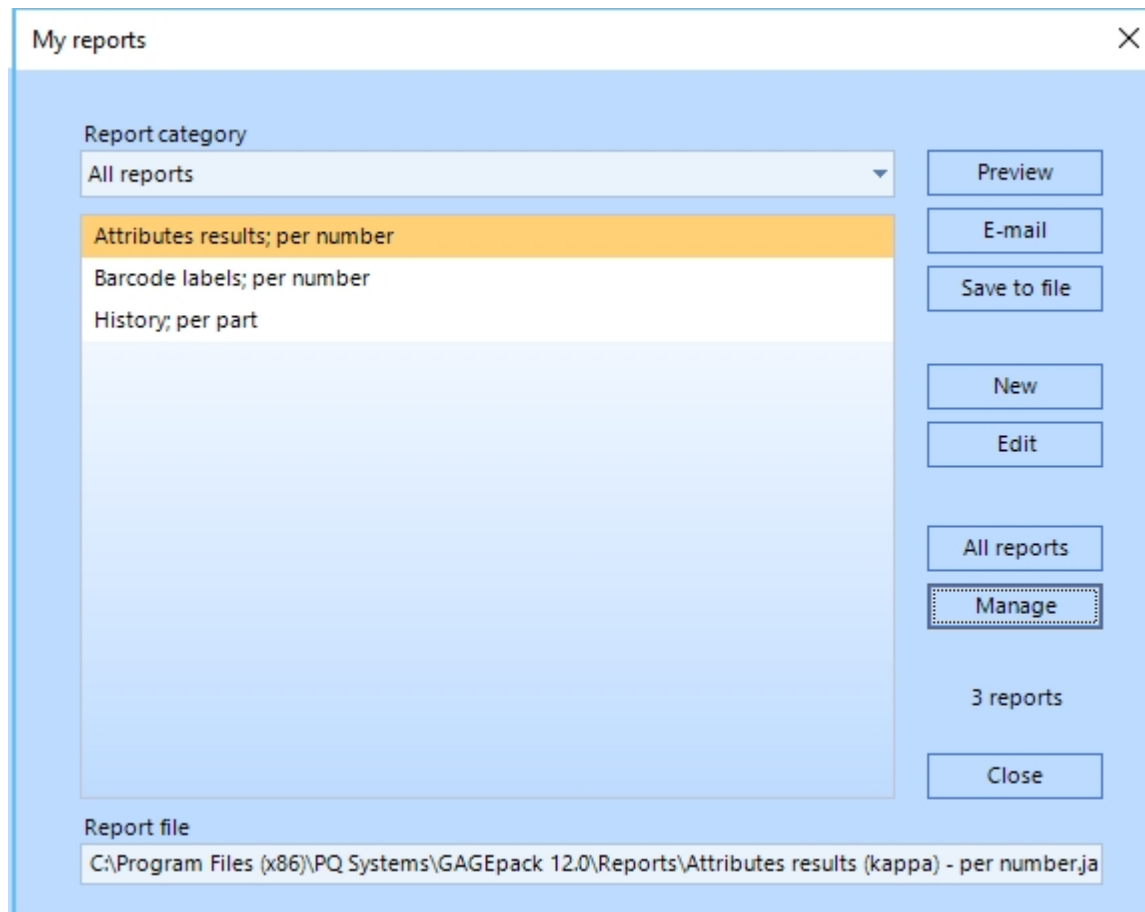 My reports
Report category
All reports
Preview
Attributes results; per number
E-mail
Barcode labels; per number
Save to file
History; per part
New
Edit
All reports
Manage
3 reports
Close
Report file
C:\Program Files (x86)\PQ Systems\GAGEpack 12.0\Reports\Attributes results (kappa) - per number.ja